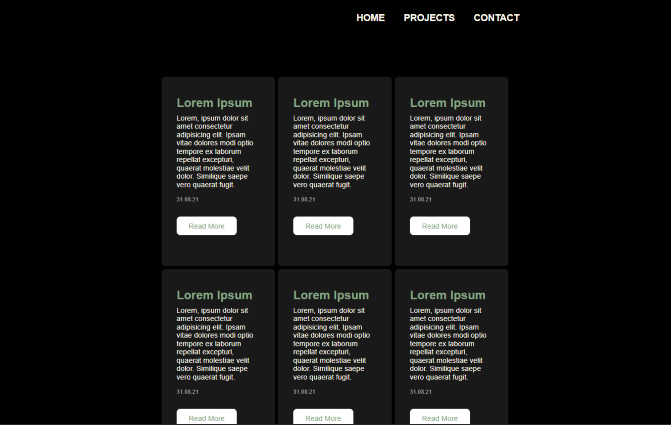 HOME PROJECTS CONTACT
Lorem Ipsum
Lorem, ipsum dolor sit
amet consectetur
adipisicing elit. Ipsam
vitae dolores modi optio
tempore ex laborum
repellat excepturi,
quaerat molestiae velit
dolor. Similique saepe
vero quaerat fugit.
31.08.21
Read More
Lorem Ipsum
Lorem, ipsum dolor sit
amet consectetur
adipisicing elit. Ipsam
vitae dolores modi optio
tempore ex laborum
repellat excepturi,
quaerat molestiae velit
dolor. Similique saepe
vero quaerat fugit.
31.08.21
Read More
Lorem Ipsum
Lorem, ipsum dolor sit
amet consectetur
adipisicing elit. Ipsam
vitae dolores modi optio
tempore ex laborum
repellat excepturi,
quaerat molestiae velit
dolor. Similique saepe
vero quaerat fugit.
31.08.21
Read More
Lorem Ipsum
Lorem, ipsum dolor sit
amet consectetur
adipisicing elit. Ipsam
vitae dolores modi optio
tempore ex laborum
repellat excepturi,
quaerat molestiae velit
dolor. Similique saepe
vero quaerat fugit.
31.08.21
Read More
Lorem Ipsum
Lorem, ipsum dolor sit
amet consectetur
adipisicing elit. Ipsam
vitae dolores modi optio
tempore ex laborum
repellat excepturi,
quaerat molestiae velit
dolor. Similique saepe
vero quaerat fugit.
31.08.21
Read More
Lorem Ipsum
Lorem, ipsum dolor sit
amet consectetur
adipisicing elit. Ipsam
vitae dolores modi optio
tempore ex laborum
repellat excepturi,
quaerat molestiae velit
dolor. Similique saepe
vero quaerat fugit.
31.08.21
Read More